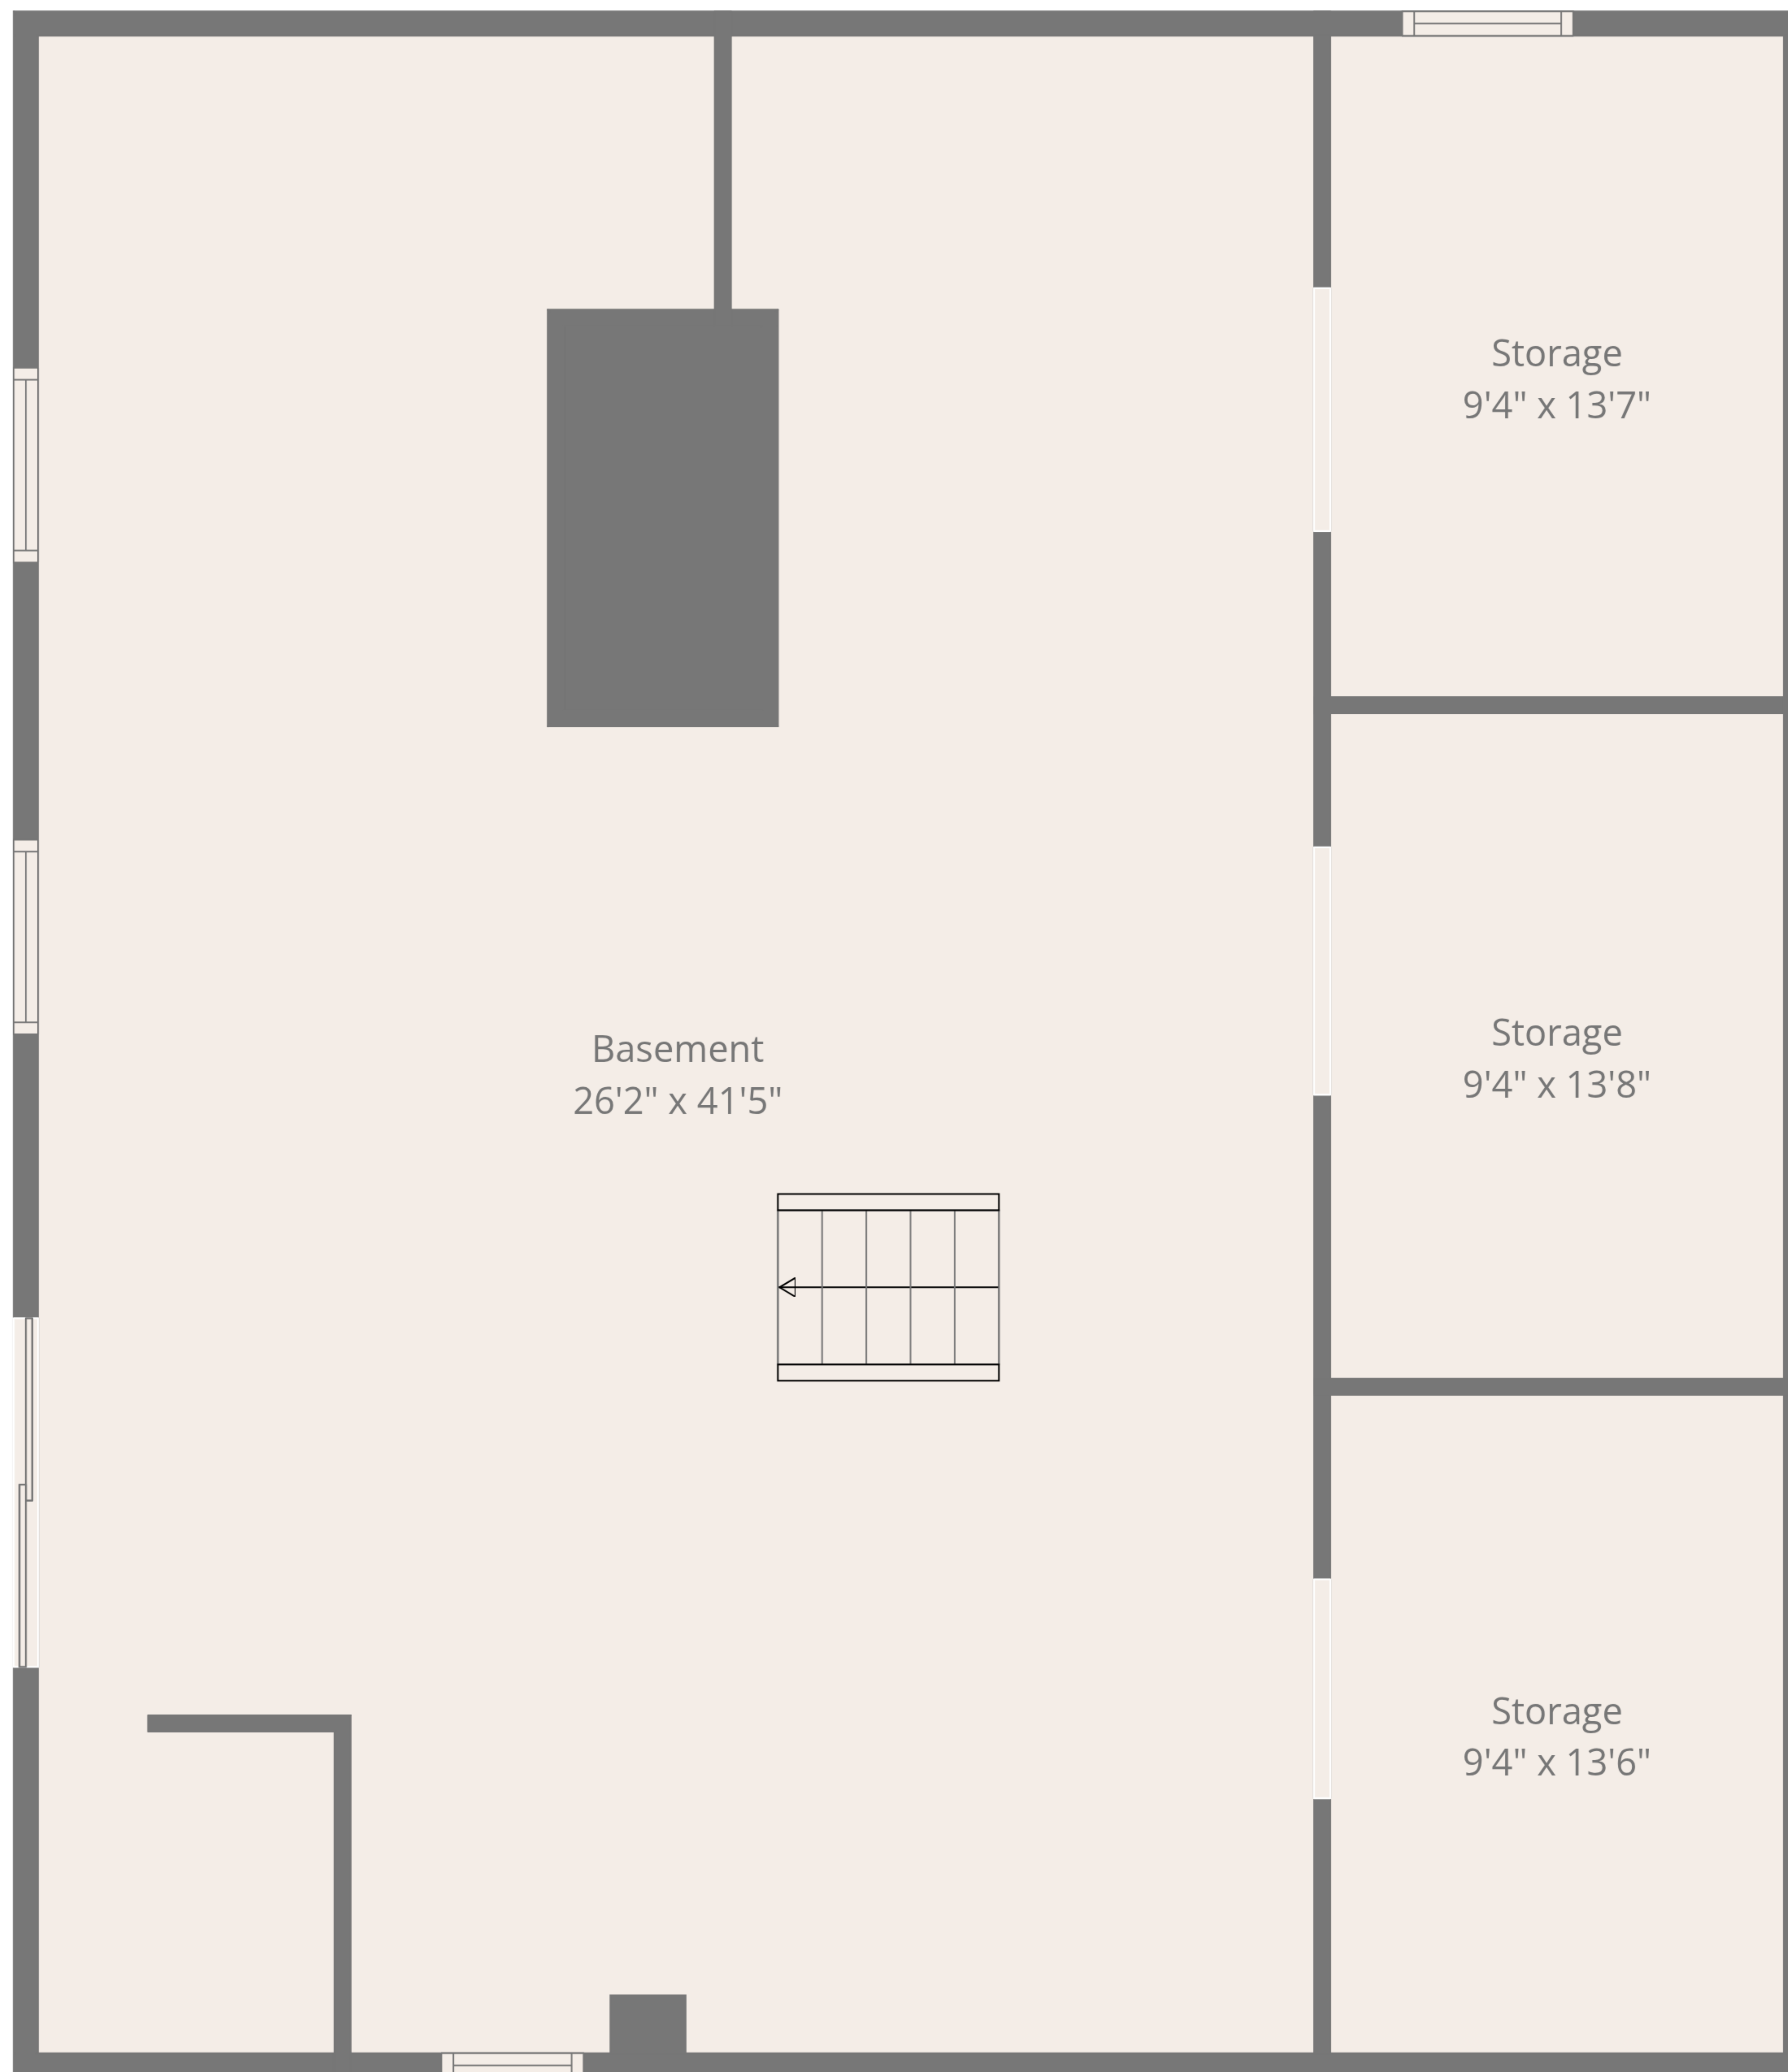 Storage
9'4" x 13'7"
Storage
9'4" x 13'8"
Basement
26'2" x 41'5"
Storage
9'4" x 13'6"